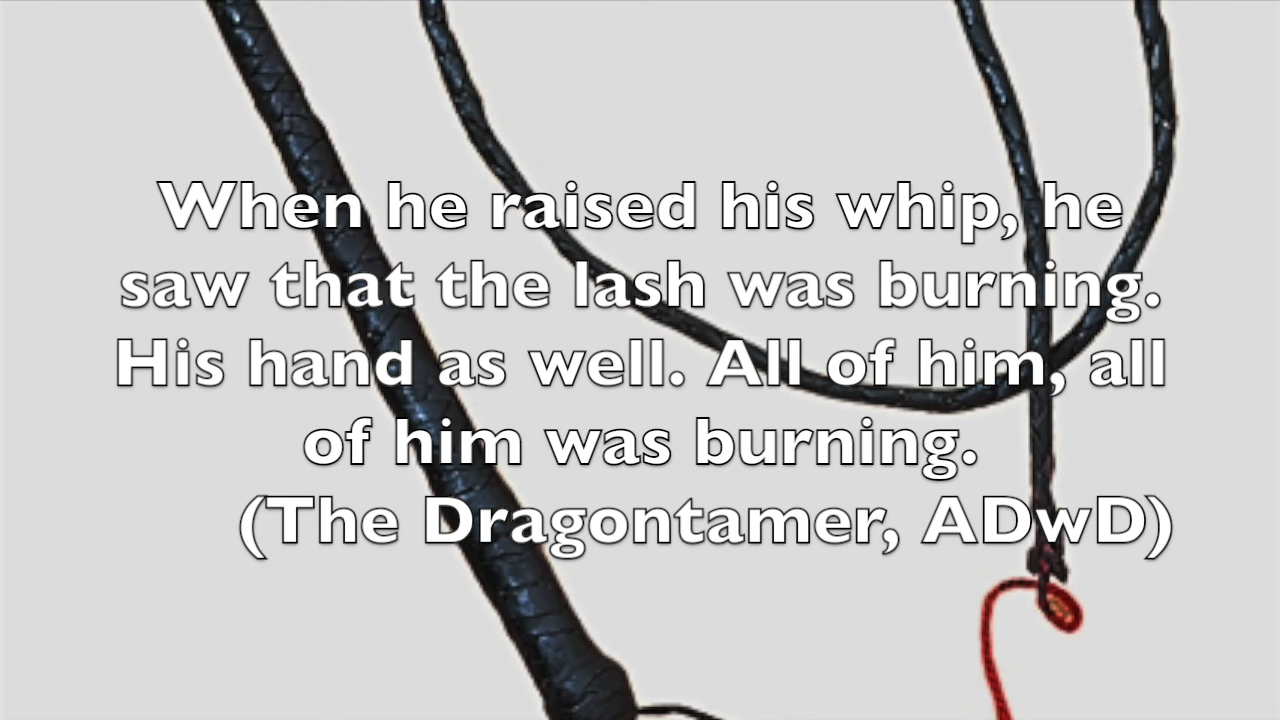 When he raised his whip, he
saw that the lash was burning.
His hand as well. All of him, all
of him was burning.
(The Dragontamer, ADwD)